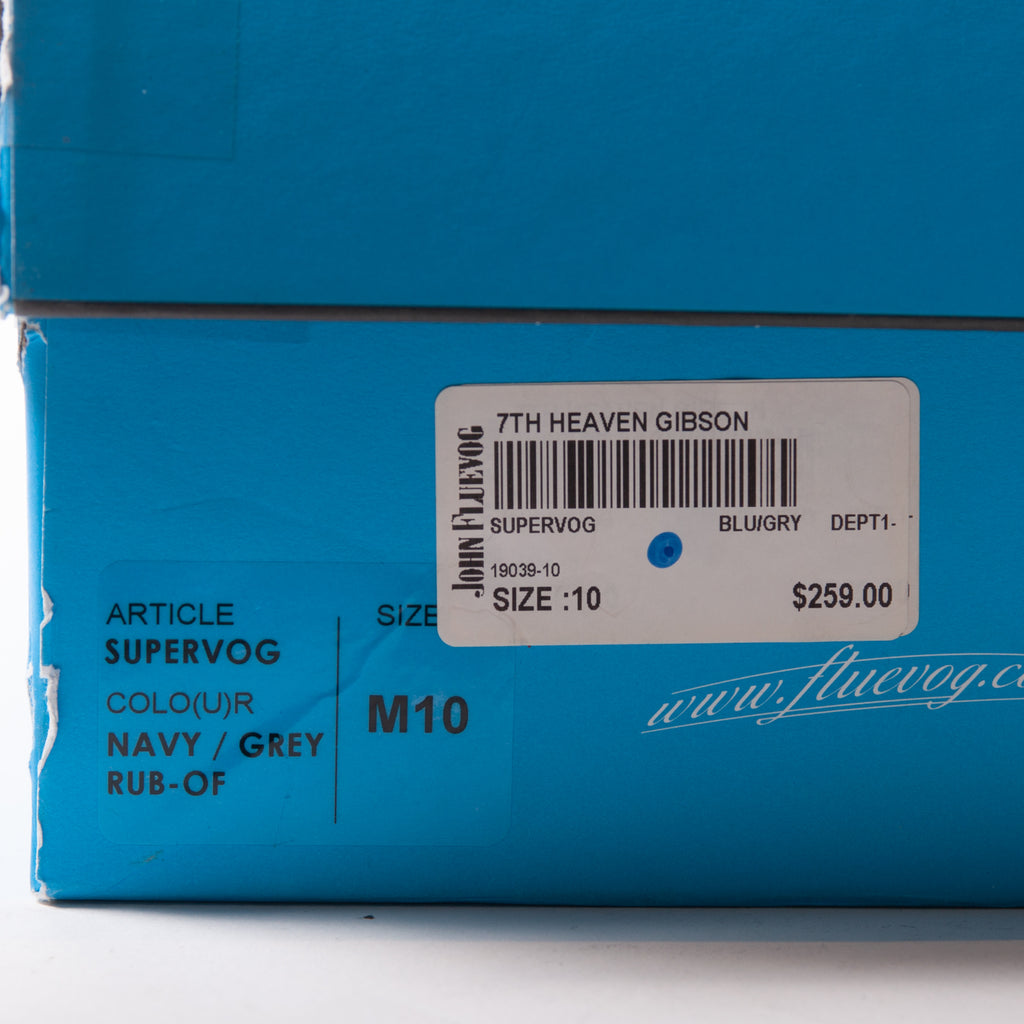 7TH HEAVEN GIBSON
JOHN FLUEVOG
SUPERVOG BLU/GRY DEPT1-
19039-10
SIZE :10 $259.00
ARTICLE SIZE
SUPERVOG
COLO(U)R
M10
NAVY / GREY
RUB-OF
www.fluevog.c